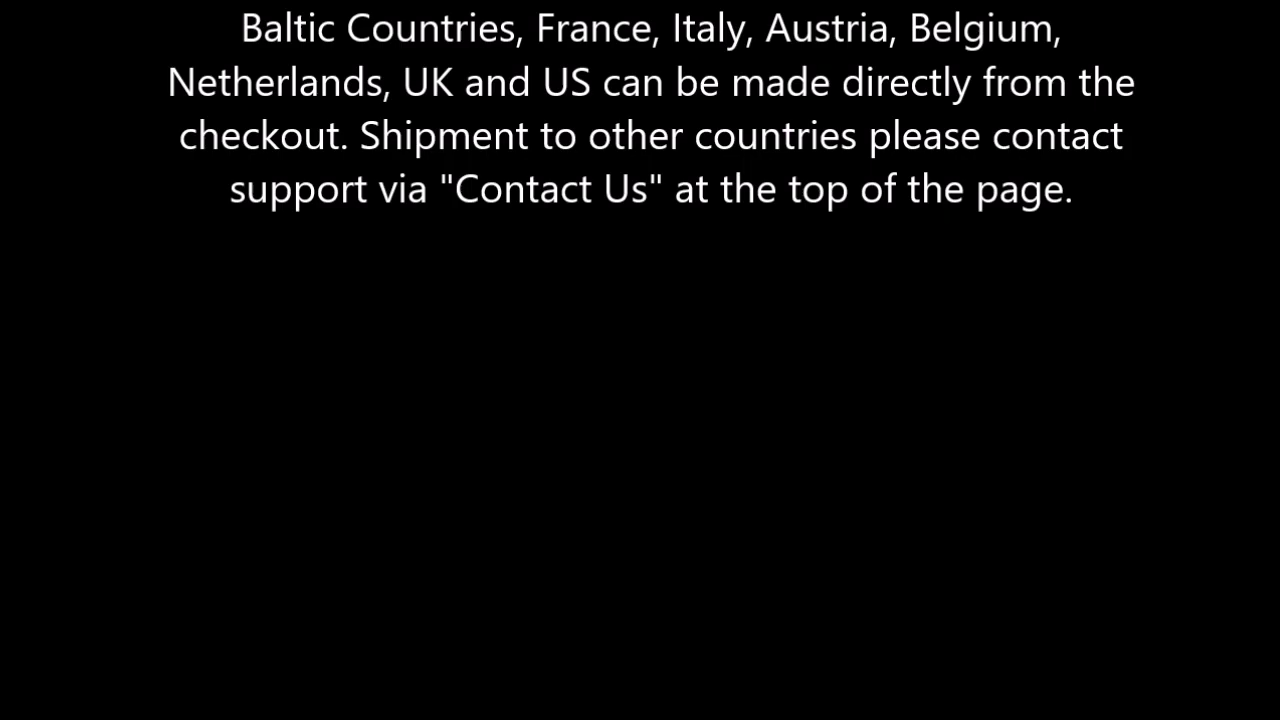 Baltic Countries, France, Italy, Austria, Belgium,
Netherlands, UK and US can be made directly from the
checkout. Shipment to other countries please contact
support via "Contact Us" at the top of the page.